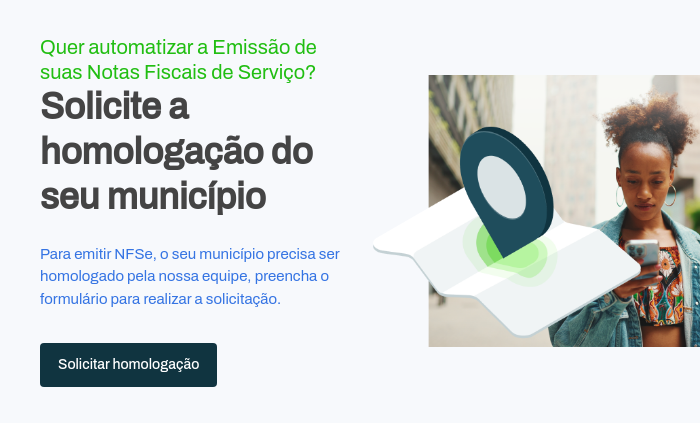 Quer automatizar a Emissão de
suas Notas Fiscais de Serviço?
Solicite a
homologação do
seu município
Para emitir NFSe, o seu município precisa ser
homologado pela nossa equipe, preencha o
formulário para realizar a solicitação.
Solicitar homologação